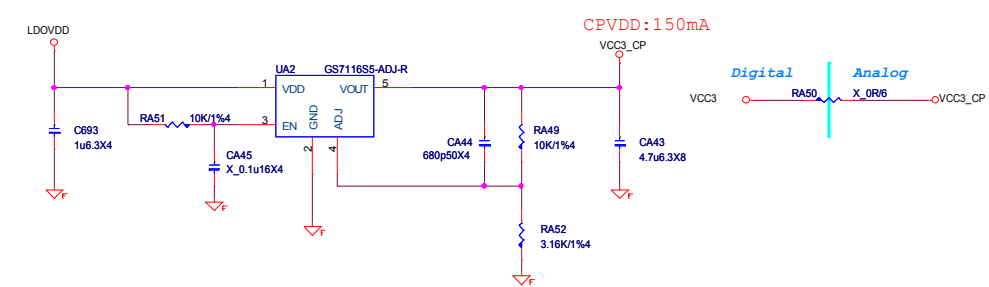 CPVDD:150mA
LDOVDD
VCC3_CP
UA2 GS7116S5-ADJ-R
Digital Analog
1 VDD VOUT 5
RA50 X_0R/6
VCC3 VCC3_CP
RA51 10K/1%4
3 EN GND ADJ
C693
1u6.3X4
2 4
CA45
X_0.1u16X4
CA44
680p50X4
RA49
10K/1%4
CA43
4.7u6.3X8
F
F
F
F
RA52
3.16K/1%4
F